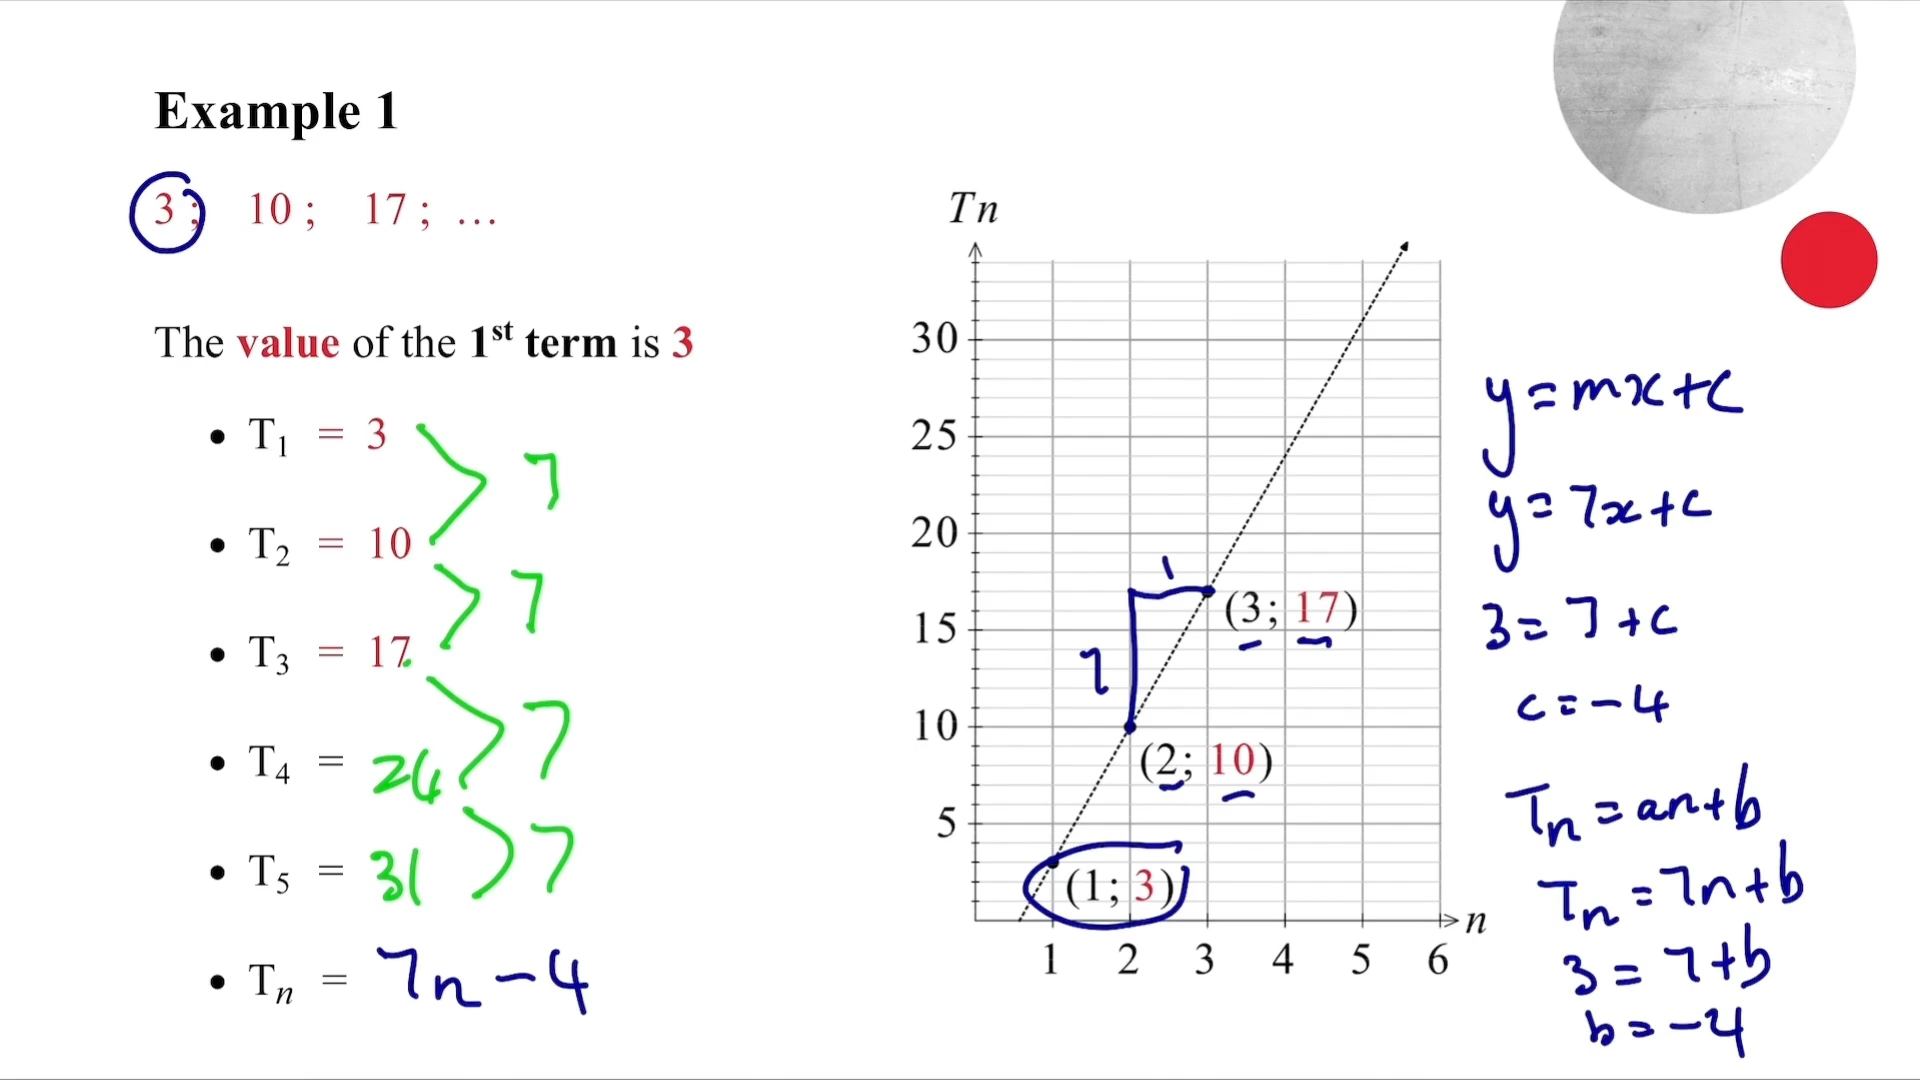 Example 1
3 ; 10 ; 17 ; ...
The value of the 1st term is 3
• T1 = 3
7
• T2 = 10
7
• T3 = 17
7
• T4 = 24
7
• T5 = 31
• Tn = 7n - 4
Tn
30
25
20
15
10
5
1
7
(3; 17)
(2; 10)
(1; 3)
n
1 2 3 4 5 6
y = mx + c
y = 7x + c
3 = 7 + c
c = -4
Tn = an + b
Tn = 7n + b
3 = 7 + b
b = -4